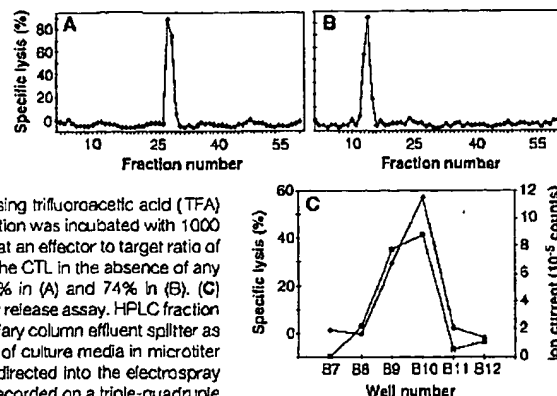 A
B
Specific lysis (%)
80
60
40
20
0
10 25 40 55
Fraction number
10 25 40 55
Fraction number
sing trifluoroacetic acid (TFA)
tion was incubated with 1000
at an effector to target ratio of
he CTL in the absence of any
% in (A) and 74% in (B). (C)
r release assay. HPLC fraction
lary column effluent splitter as
of culture media in microtiter
directed into the electrospray
ecorded on a triple-quadruple
C
Specific lysis (%)
60
40
20
0
12
10
8
6
4
2
0
Ion current (10⁻⁵ counts)
B7 B8 B9 B10 B11 B12
Well number